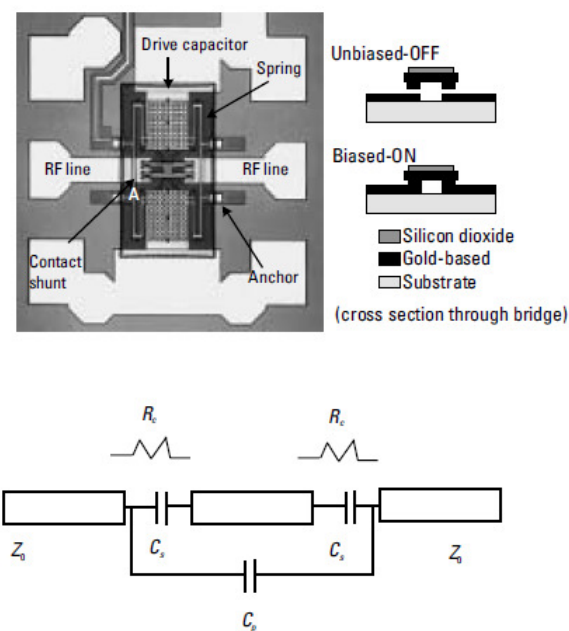 Drive capacitor
Spring
RF line
RF line
A
Contact
shunt
Anchor
Unbiased-OFF
Biased-ON
Silicon dioxide
Gold-based
Substrate
(cross section through bridge)
R_c
R_c
Z_0
C_s
C_s
Z_0
C_p